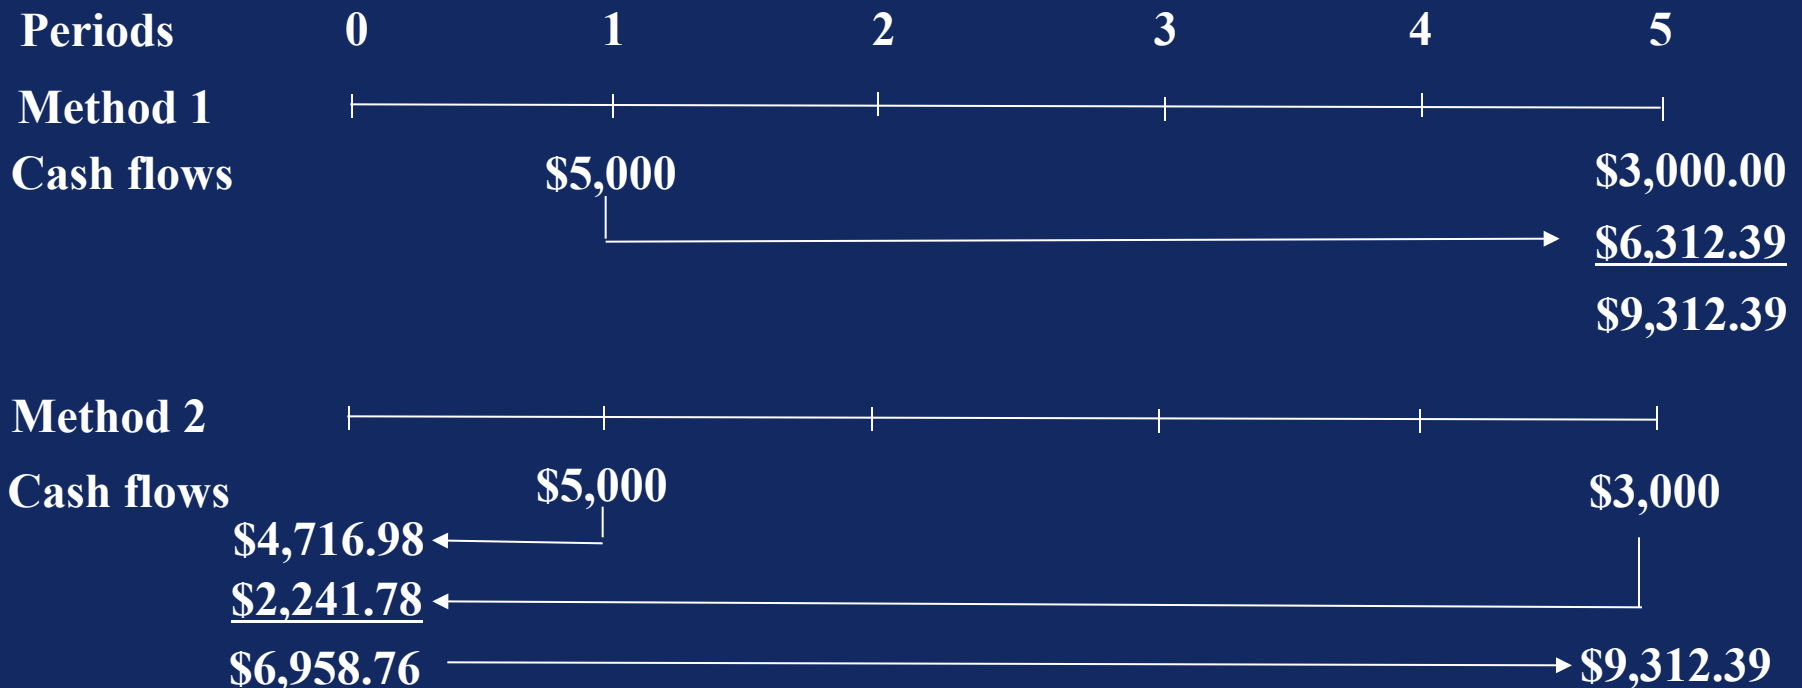 Periods 0 1 2 3 4 5
Method 1
Cash flows $5,000 $3,000.00
$6,312.39
$9,312.39
Method 2
Cash flows $5,000 $3,000
$4,716.98
$2,241.78
$6,958.76 $9,312.39